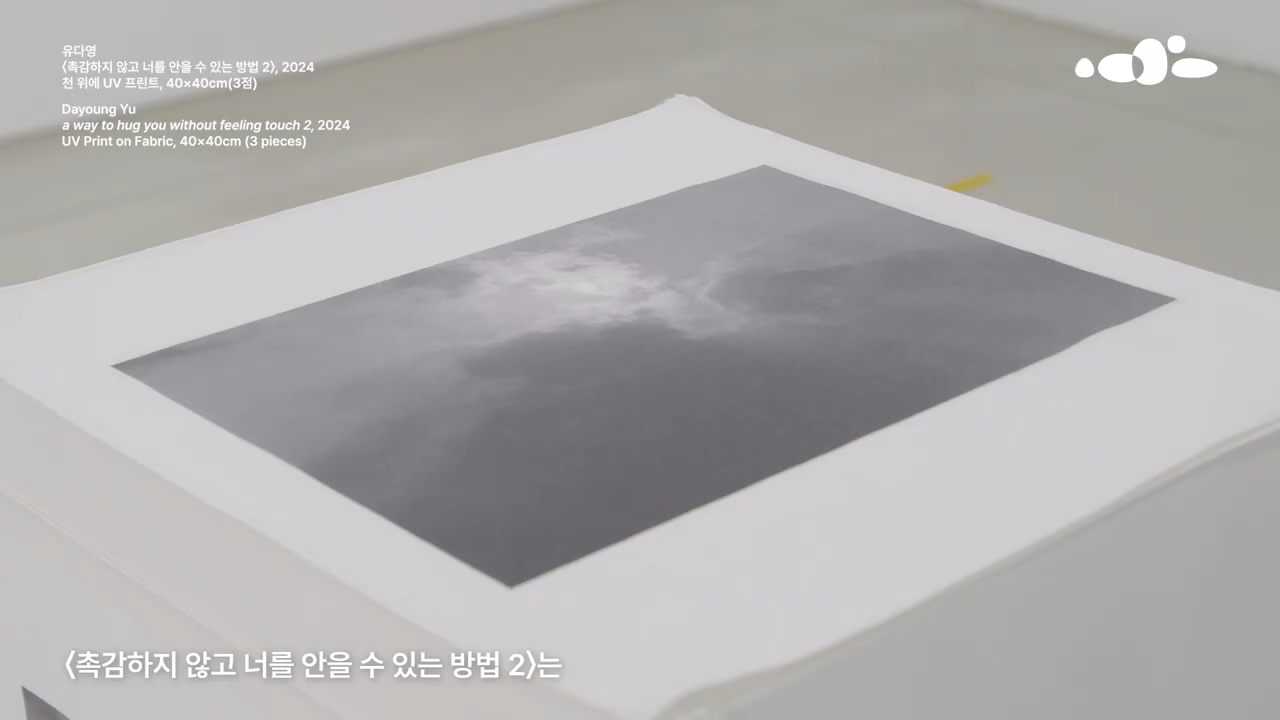 유다영
〈촉감하지 않고 너를 안을 수 있는 방법 2〉, 2024
천 위에 UV 프린트, 40×40cm(3점)
Dayoung Yu
a way to hug you without feeling touch 2, 2024
UV Print on Fabric, 40×40cm (3 pieces)
〈촉감하지 않고 너를 안을 수 있는 방법 2〉는